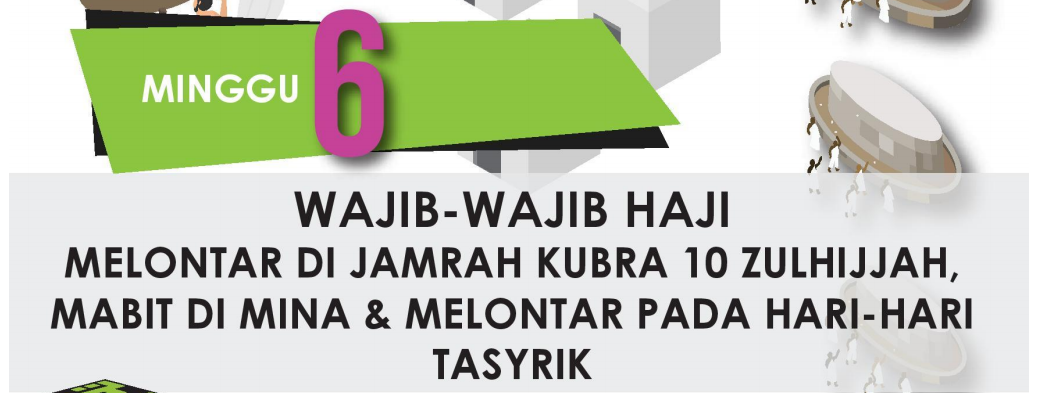 MINGGU 6
WAJIB-WAJIB HAJI
MELONTAR DI JAMRAH KUBRA 10 ZULHIJJAH,
MABIT DI MINA & MELONTAR PADA HARI-HARI
TASYRIK